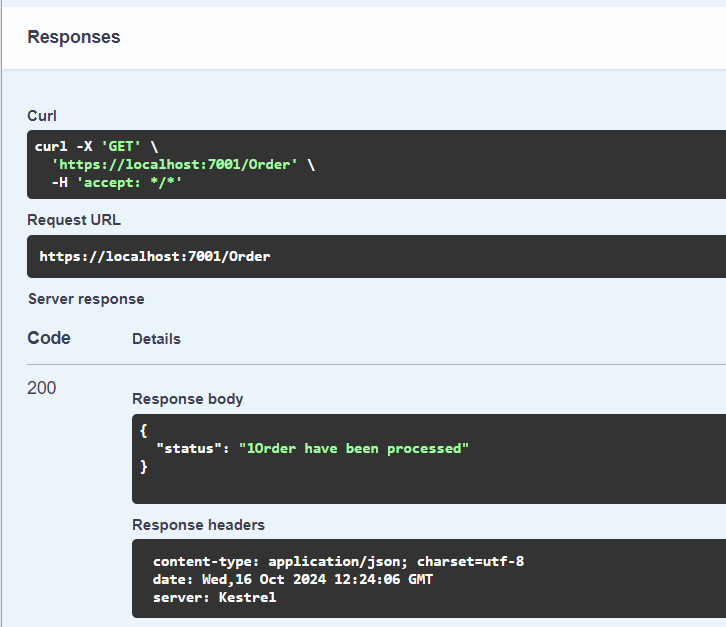 Responses
Curl
curl -X 'GET' \
  'https://localhost:7001/Order' \
  -H 'accept: */*'
Request URL
https://localhost:7001/Order
Server response
Code Details
200
Response body
{
  "status": "1Order have been processed"
}
Response headers
content-type: application/json; charset=utf-8
date: Wed,16 Oct 2024 12:24:06 GMT
server: Kestrel